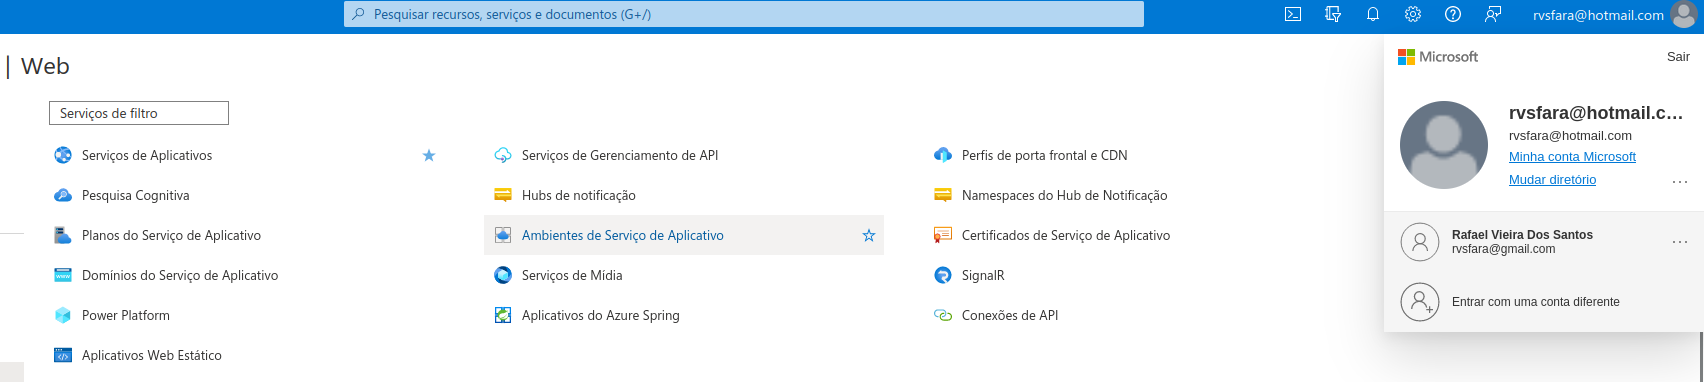 Pesquisar recursos, serviços e documentos (G+/)
rvsfara@hotmail.com
| Web
Microsoft
Sair
Serviços de filtro
rvsfara@hotmail.c...
rvsfara@hotmail.com
Minha conta Microsoft
Mudar diretório
Serviços de Aplicativos
Serviços de Gerenciamento de API
Perfis de porta frontal e CDN
Pesquisa Cognitiva
Hubs de notificação
Namespaces do Hub de Notificação
Planos do Serviço de Aplicativo
Ambientes de Serviço de Aplicativo
Certificados de Serviço de Aplicativo
Rafael Vieira Dos Santos
rvsfara@gmail.com
Domínios do Serviço de Aplicativo
Serviços de Mídia
SignalR
Power Platform
Aplicativos do Azure Spring
Conexões de API
Entrar com uma conta diferente
Aplicativos Web Estático